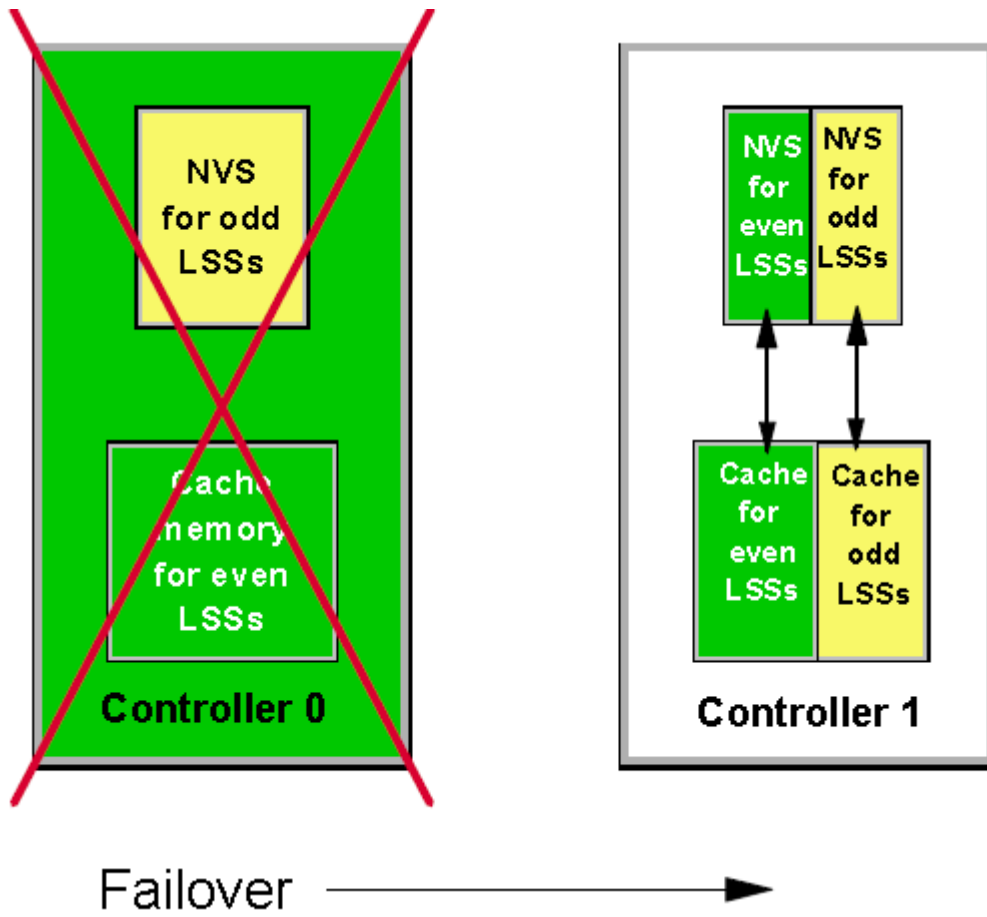 NVS
for odd
LSSs
Cache
memory
for even
LSSs
Controller 0
NVS
for
even
LSSs
NVS
for
odd
LSSs
Cache
for
even
LSSs
Cache
for
odd
LSSs
Controller 1
Failover